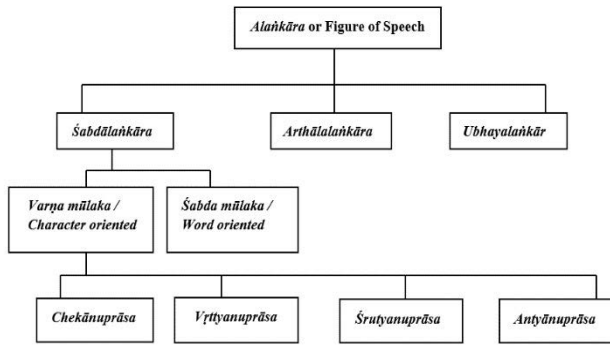 Alaṅkāra or Figure of Speech
Śabdālaṅkāra
Arthālalaṅkāra
Ubhayalaṅkār
Varṇa mūlaka /
Character oriented
Śabda mūlaka /
Word oriented
Chekānuprāsa
Vṛttyanuprāsa
Śrutyanuprāsa
Antyānuprāsa